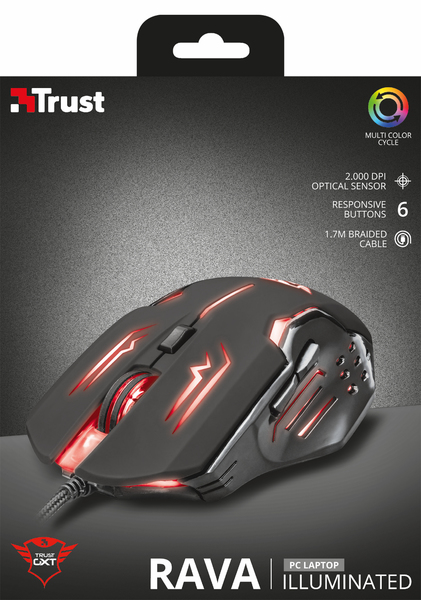 Trust
MULTI COLOR
CYCLE
2.000 DPI
OPTICAL SENSOR
RESPONSIVE
BUTTONS
6
1.7M BRAIDED
CABLE
TRUST
GXT
RAVA
PC LAPTOP
ILLUMINATED